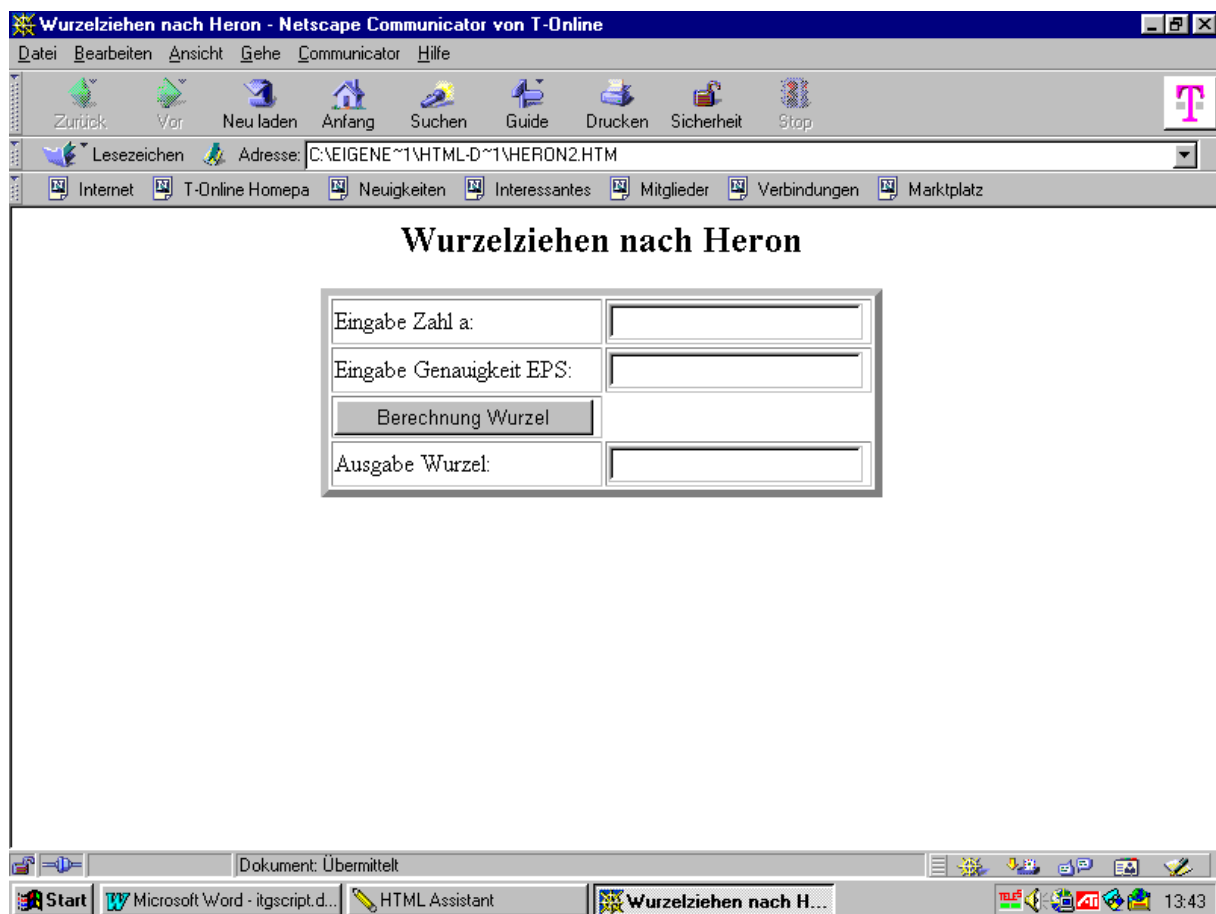 Wurzelziehen nach Heron - Netscape Communicator von T-Online
Datei Bearbeiten Ansicht Gehe Communicator Hilfe
Zurück Vor Neu laden Anfang Suchen Guide Drucken Sicherheit Stop
T
Lesezeichen Adresse: C:\EIGENE~1\HTML-D~1\HERON2.HTM
Internet T-Online Homepa Neuigkeiten Interessantes Mitglieder Verbindungen Marktplatz
Wurzelziehen nach Heron
Eingabe Zahl a:
Eingabe Genauigkeit EPS:
Berechnung Wurzel
Ausgabe Wurzel:
Dokument: Übermittelt
Start Microsoft Word - itgscript.d... HTML Assistant Wurzelziehen nach H... ATI 13:43